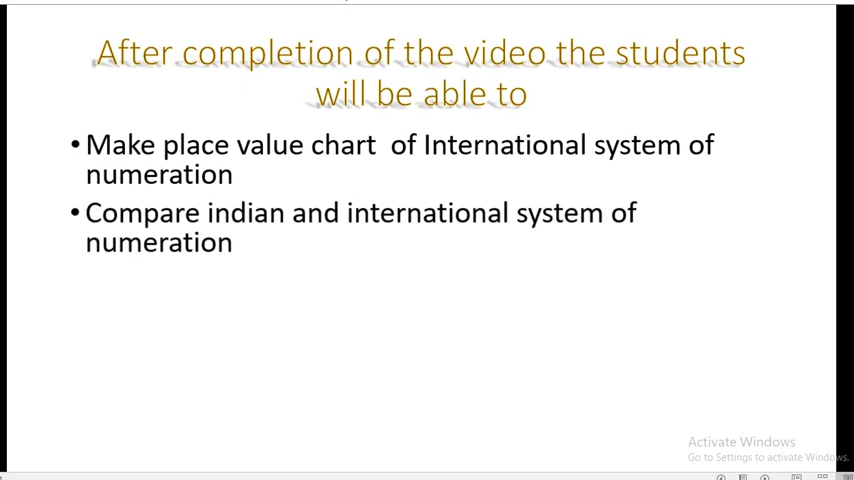 After completion of the video the students
will be able to
• Make place value chart of International system of
numeration
• Compare indian and international system of
numeration
Activate Windows
Go to Settings to activate Windows.